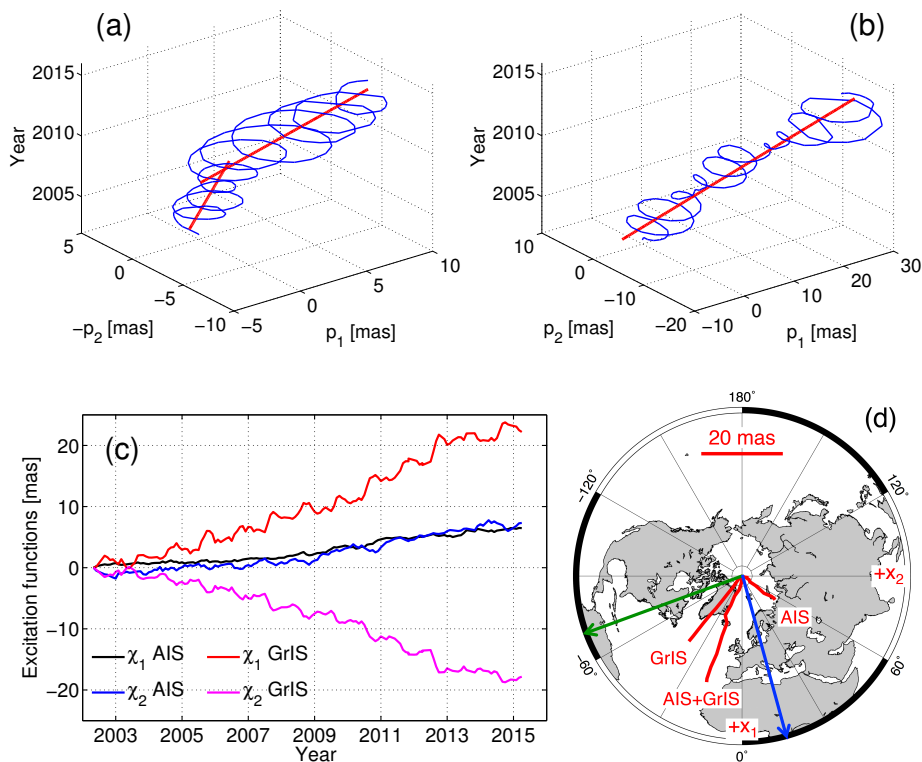 (a)
2015
2010
2005
Year
5
0
−5
−10
−p2 [mas]
−5
0
5
10
p1 [mas]
(b)
2015
2010
2005
Year
10
0
−10
−20
p2 [mas]
−10
0
10
20
30
p1 [mas]
(c)
20
10
0
−10
−20
Excitation functions [mas]
χ1 AIS
χ1 GrIS
χ2 AIS
χ2 GrIS
2003 2005 2007 2009 2011 2013 2015
Year
(d)
180°
20 mas
−120°
120°
+x2
AIS
GrIS
−60°
60°
AIS+GrIS
+x1
0°